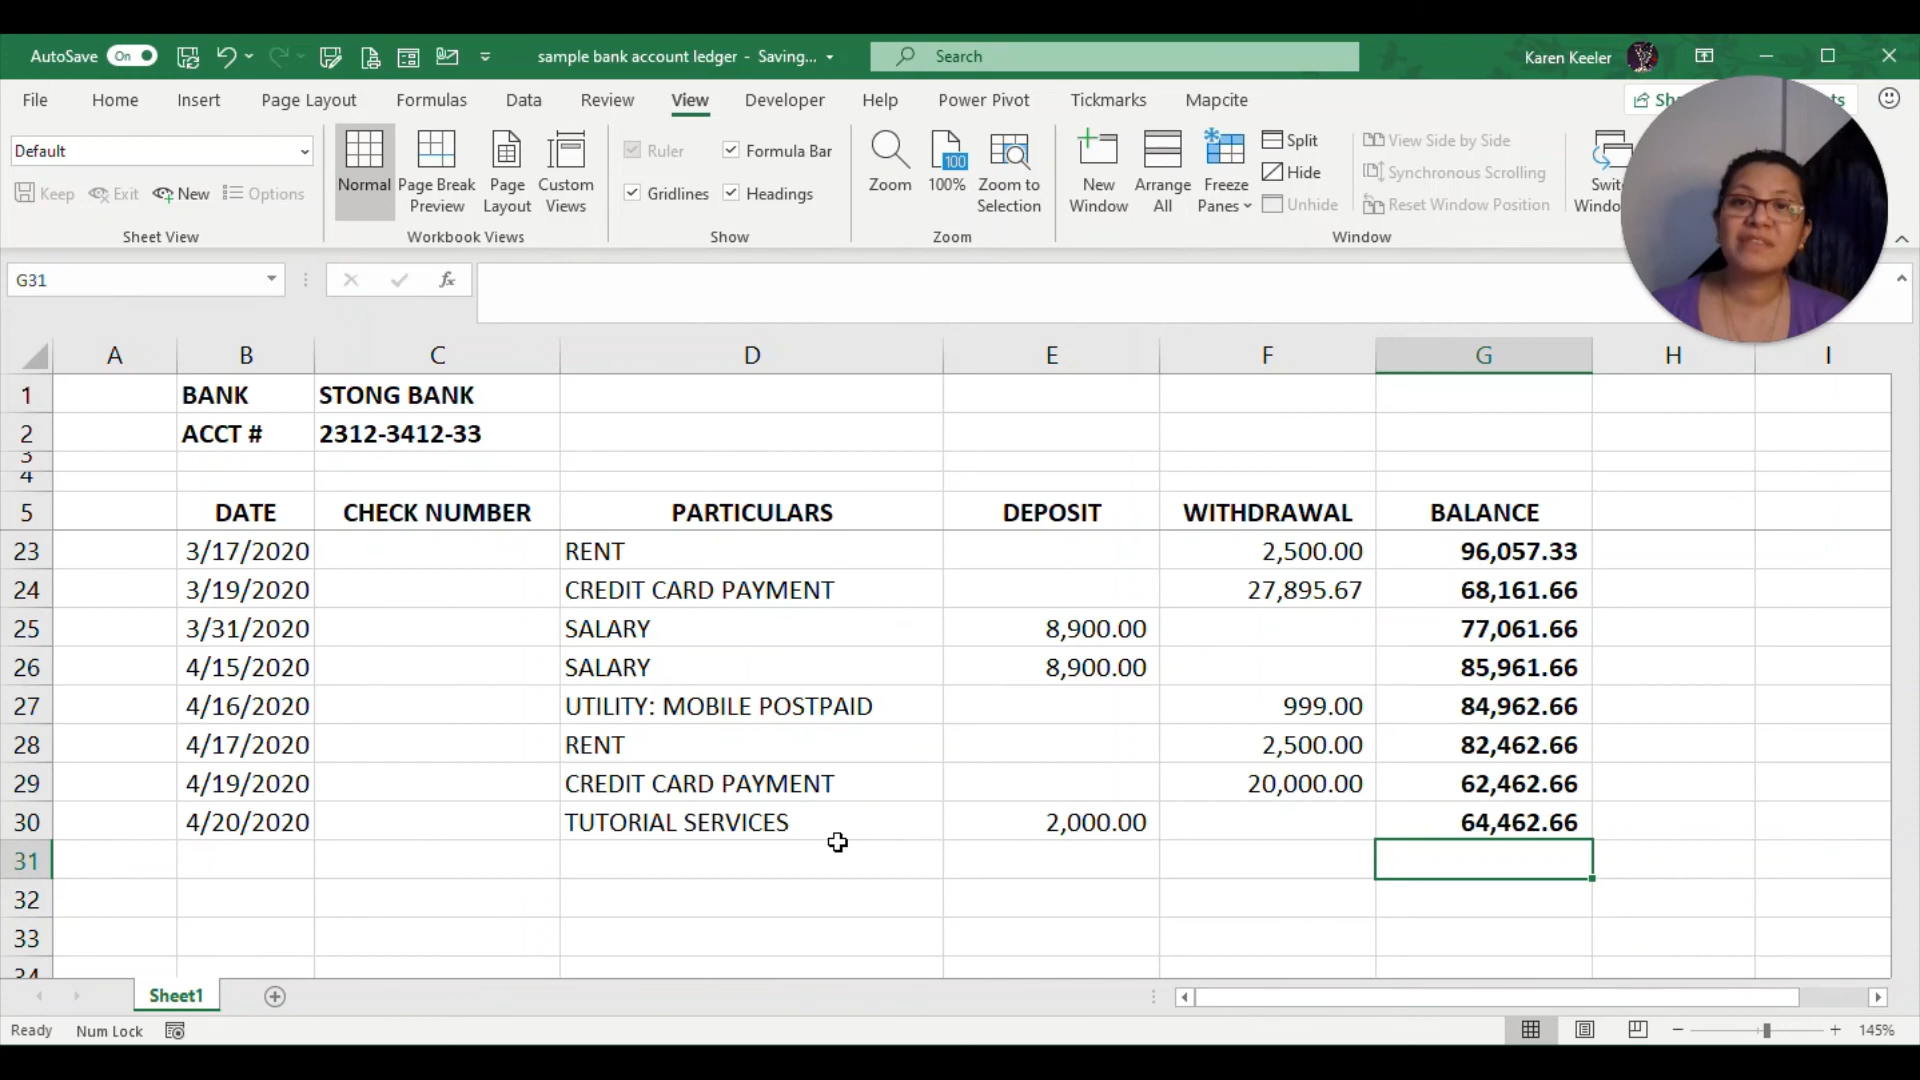 AutoSave On sample bank account ledger - Saving... Search Karen Keeler
File Home Insert Page Layout Formulas Data Review View Developer Help Power Pivot Tickmarks Mapcite
Default
Keep Exit New Options
Sheet View
Normal Page Break Preview Page Layout Custom Views
Workbook Views
Ruler Formula Bar
Gridlines Headings
Show
Zoom 100% Zoom to Selection
Zoom
New Window Arrange All Freeze Panes
Split View Side by Side
Hide Synchronous Scrolling
Unhide Reset Window Position
Window
G31 fx
A B C D E F G H I
1 BANK STONG BANK
2 ACCT # 2312-3412-33
3
4
5 DATE CHECK NUMBER PARTICULARS DEPOSIT WITHDRAWAL BALANCE
23 3/17/2020 RENT 2,500.00 96,057.33
24 3/19/2020 CREDIT CARD PAYMENT 27,895.67 68,161.66
25 3/31/2020 SALARY 8,900.00 77,061.66
26 4/15/2020 SALARY 8,900.00 85,961.66
27 4/16/2020 UTILITY: MOBILE POSTPAID 999.00 84,962.66
28 4/17/2020 RENT 2,500.00 82,462.66
29 4/19/2020 CREDIT CARD PAYMENT 20,000.00 62,462.66
30 4/20/2020 TUTORIAL SERVICES 2,000.00 64,462.66
31
32
33
34
Sheet1
Ready Num Lock 145%